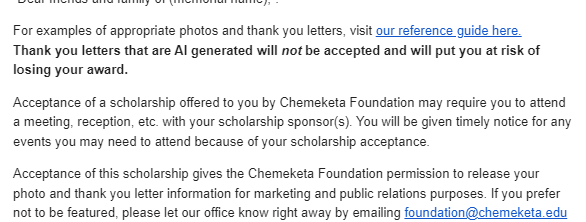 "Dear friends and family of (memorial name),".
For examples of appropriate photos and thank you letters, visit our reference guide here.
Thank you letters that are AI generated will not be accepted and will put you at risk of
losing your award.
Acceptance of a scholarship offered to you by Chemeketa Foundation may require you to attend
a meeting, reception, etc. with your scholarship sponsor(s). You will be given timely notice for any
events you may need to attend because of your scholarship acceptance.
Acceptance of this scholarship gives the Chemeketa Foundation permission to release your
photo and thank you letter information for marketing and public relations purposes. If you prefer
not to be featured, please let our office know right away by emailing foundation@chemeketa.edu